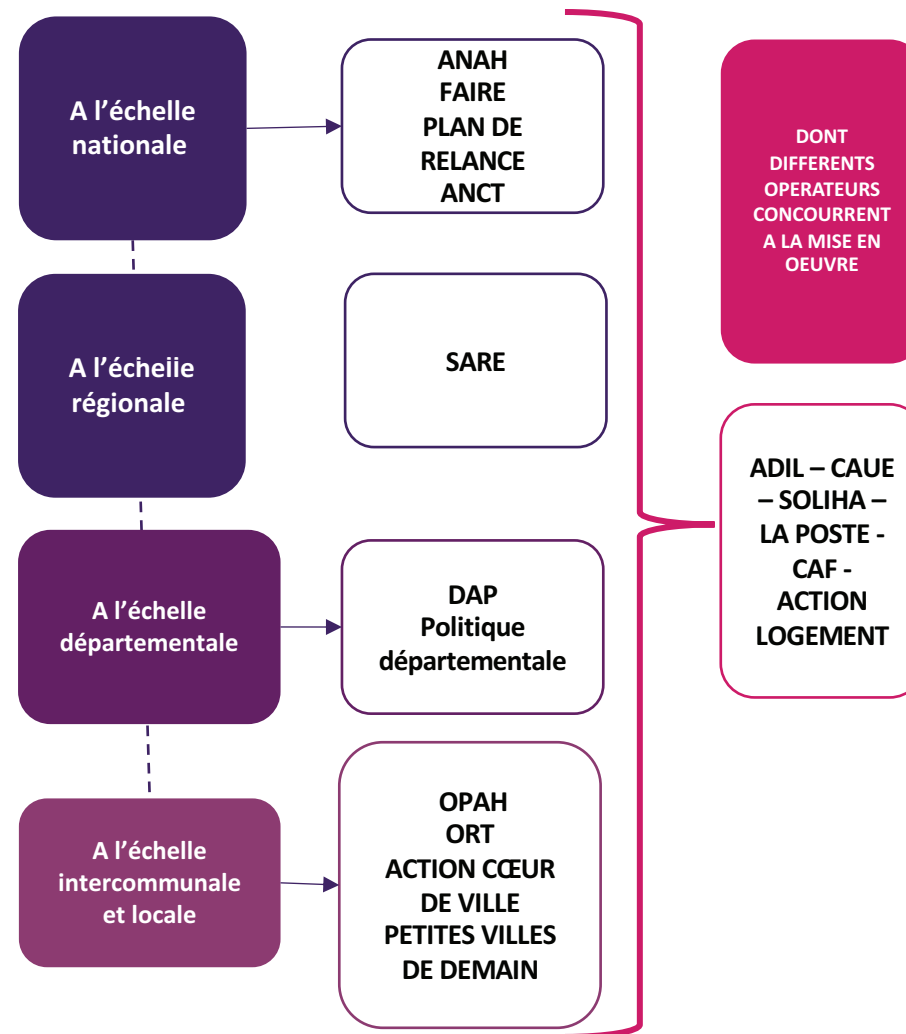 A l’échelle
nationale
ANAH
FAIRE
PLAN DE
RELANCE
ANCT
DONT
DIFFERENTS
OPERATEURS
CONCOURRENT
A LA MISE EN
OEUVRE
A l’écheiie
régionale
SARE
ADIL – CAUE
– SOLIHA –
LA POSTE -
CAF -
ACTION
LOGEMENT
A l’échelle
départementale
DAP
Politique
départementale
A l’échelle
intercommunale
et locale
OPAH
ORT
ACTION CŒUR
DE VILLE
PETITES VILLES
DE DEMAIN